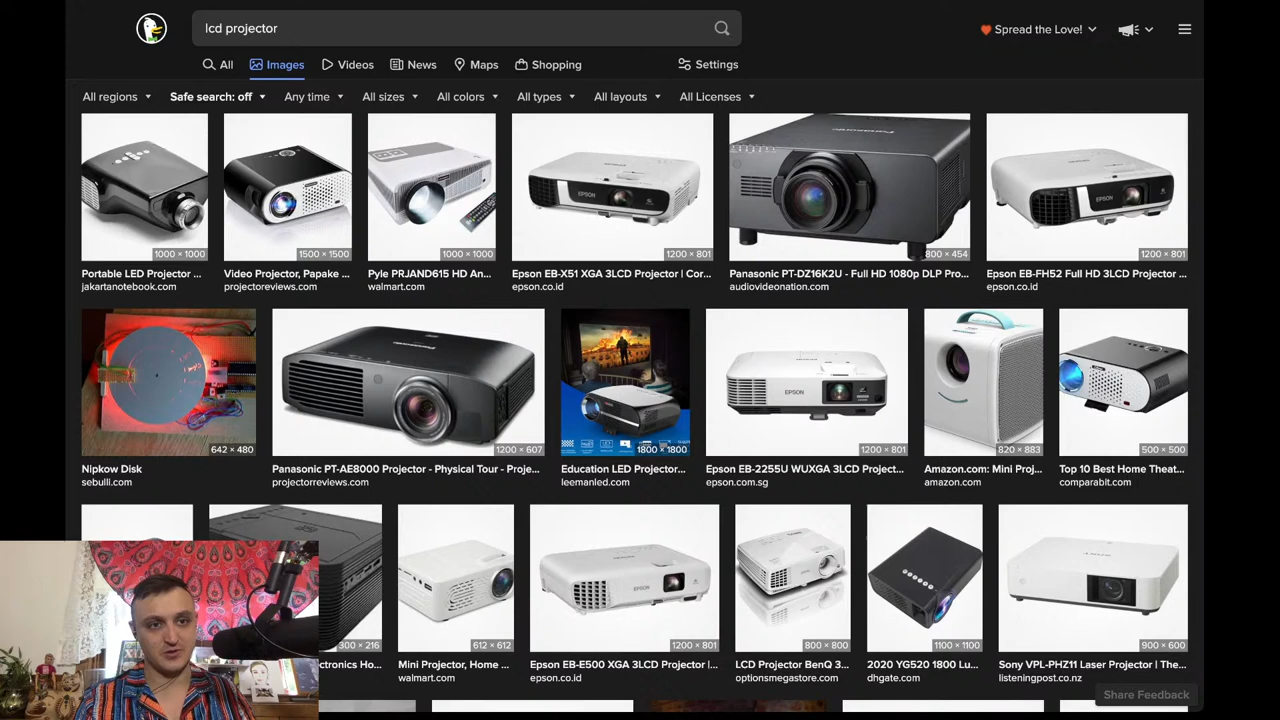 lcd projector
Spread the Love!
All
Images
Videos
News
Maps
Shopping
Settings
All regions
Safe search: off
Any time
All sizes
All colors
All types
All layouts
All Licenses
1000 × 1000
1500 × 1500
1000 × 1000
EPSON
1200 × 801
Panasonic
800 × 454
EPSON
1200 × 801
Portable LED Projector ...
jakartanotebook.com
Video Projector, Papake ...
projectoreviews.com
Pyle PRJAND615 HD An...
walmart.com
Epson EB-X51 XGA 3LCD Projector | Cor...
epson.co.id
Panasonic PT-DZ16K2U - Full HD 1080p DLP Pro...
audiovideonation.com
Epson EB-FH52 Full HD 3LCD Projector ...
epson.co.id
642 × 480
Panasonic
1200 × 607
1800 × 1800
EPSON
1200 × 801
820 × 883
500 × 500
Nipkow Disk
sebulli.com
Panasonic PT-AE8000 Projector - Physical Tour - Proje...
projectorreviews.com
Education LED Projector...
leemanled.com
Epson EB-2255U WUXGA 3LCD Project...
epson.com.sg
Amazon.com: Mini Proj...
amazon.com
Top 10 Best Home Theat...
comparabit.com
300 × 216
612 × 612
EPSON
1200 × 801
800 × 800
1100 × 1100
SONY
900 × 600
ectronics Ho...
Mini Projector, Home ...
walmart.com
Epson EB-E500 XGA 3LCD Projector |...
epson.co.id
LCD Projector BenQ 3...
optionsmegastore.com
2020 YG520 1800 Lu...
dhgate.com
Sony VPL-PHZ11 Laser Projector | The...
listeningpost.co.nz
Share Feedback